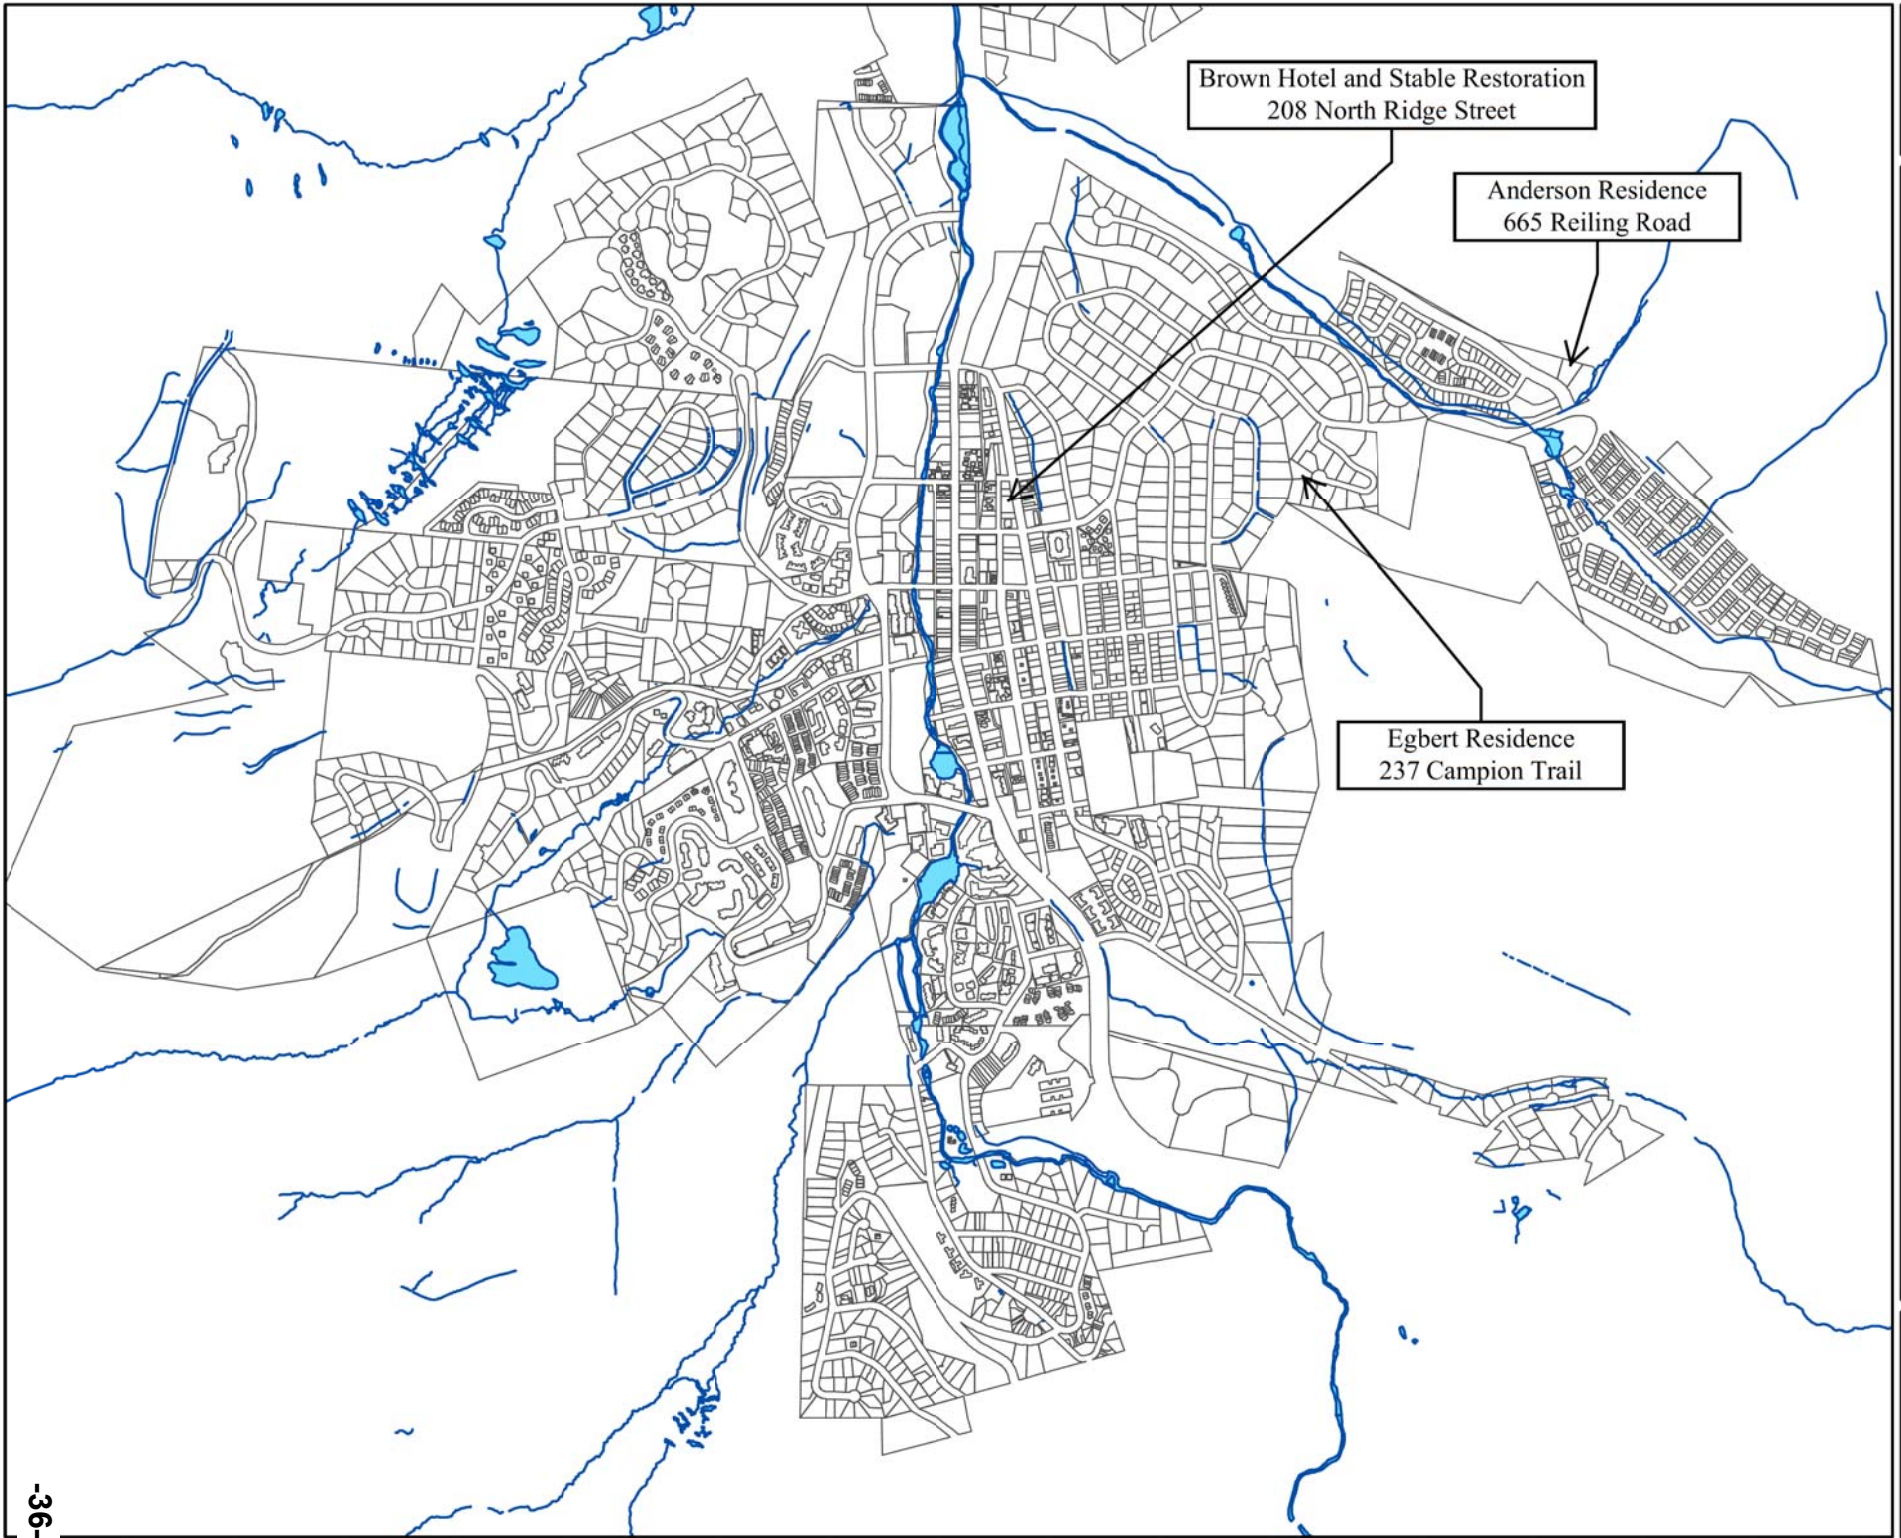 Brown Hotel and Stable Restoration
208 North Ridge Street
Anderson Residence
665 Reiling Road
Egbert Residence
237 Campion Trail
-36-